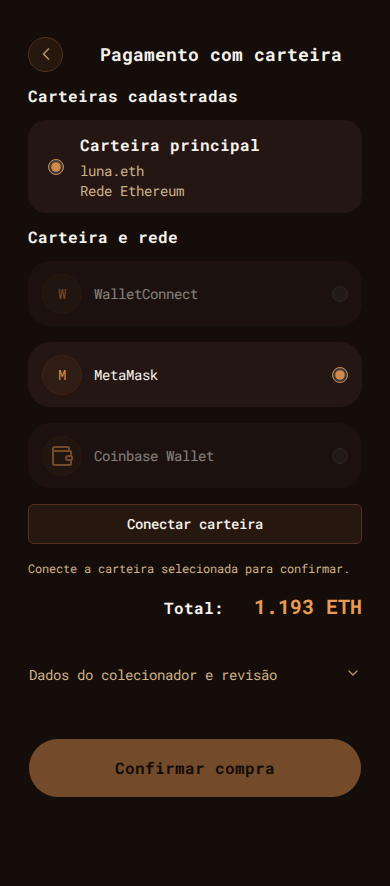 Pagamento com carteira
Carteiras cadastradas
Carteira principal
luna.eth
Rede Ethereum
Carteira e rede
W WalletConnect
M MetaMask
Coinbase Wallet
Conectar carteira
Conecte a carteira selecionada para confirmar.
Total: 1.193 ETH
Dados do colecionador e revisão
Confirmar compra